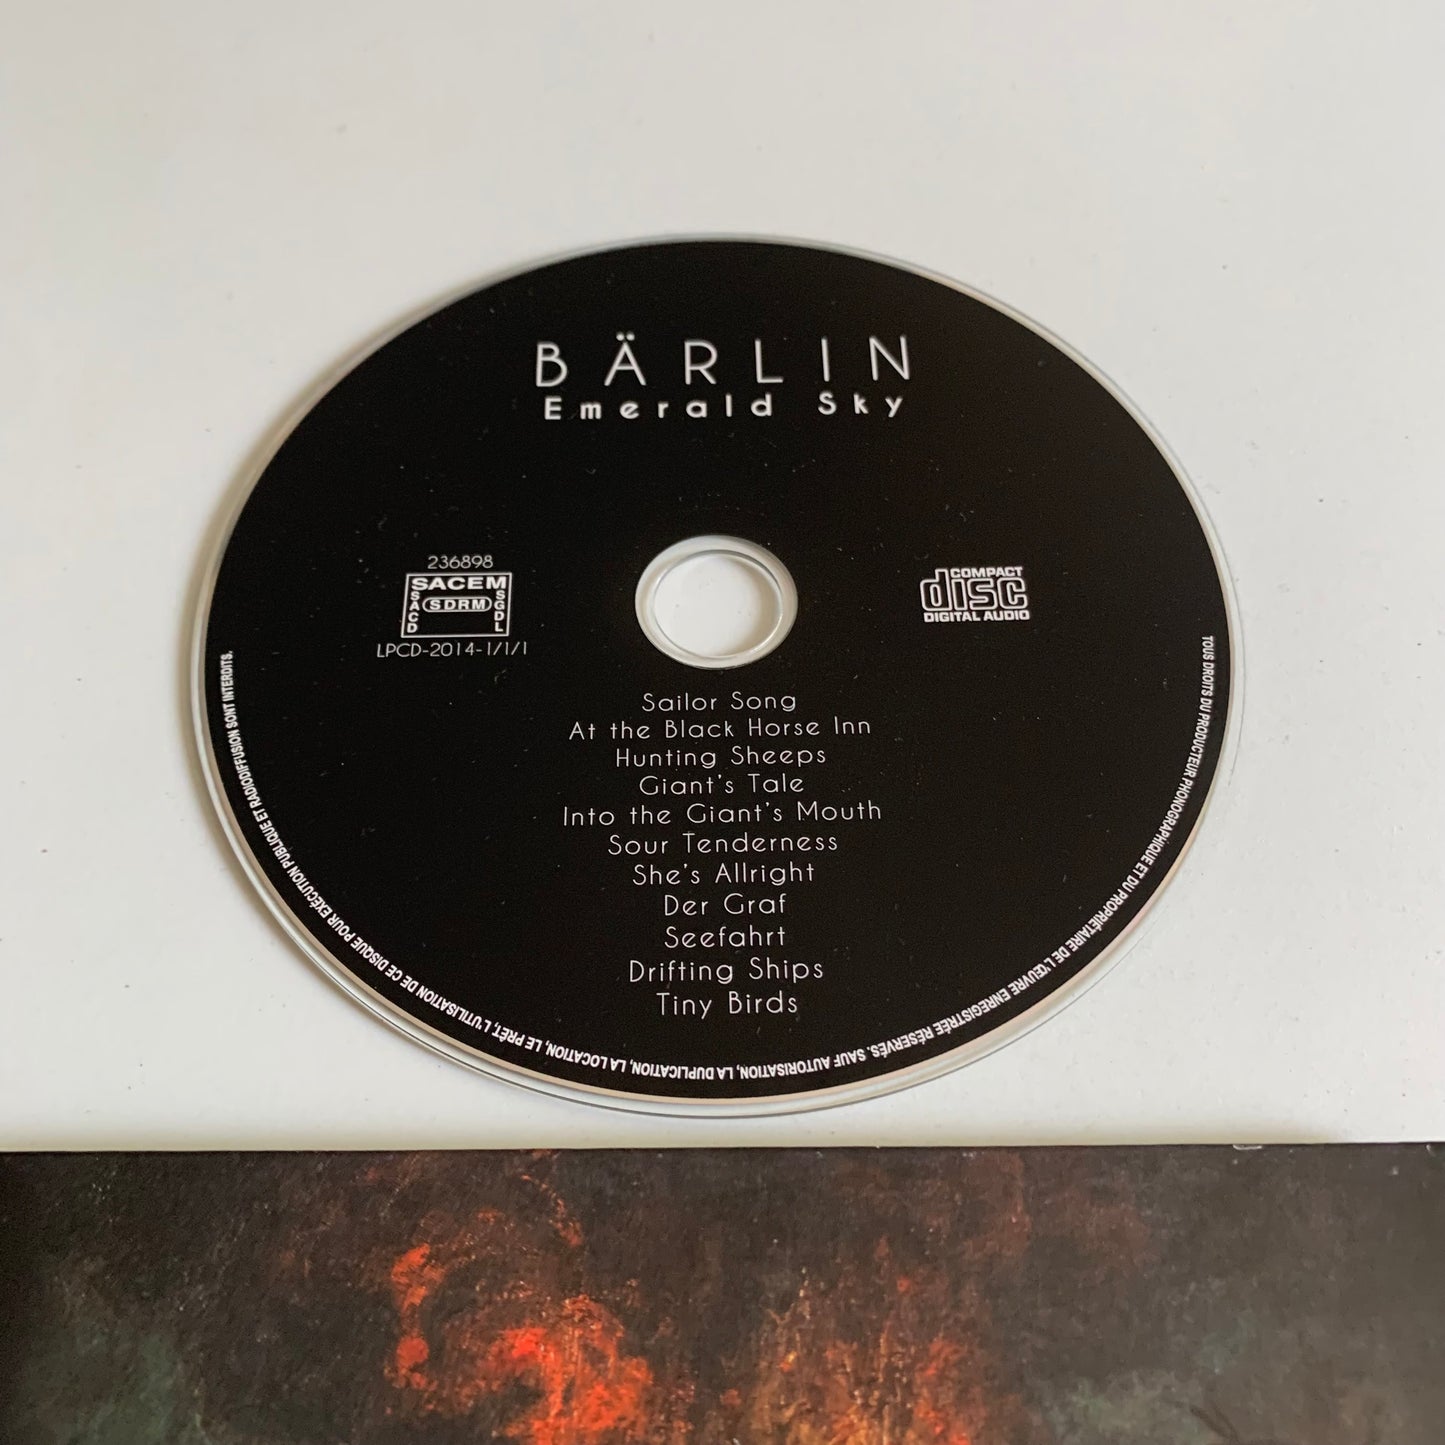 BÄRLIN
Emerald Sky
236898
SACEM
SACD
SDRM
SGDL
LPCD-2014-1/1/1
COMPACT
disc
DIGITAL AUDIO
Sailor Song
At the Black Horse Inn
Hunting Sheeps
Giant's Tale
Into the Giant's Mouth
Sour Tenderness
She's Allright
Der Graf
Seefahrt
Drifting Ships
Tiny Birds
TOUS DROITS DU PRODUCTEUR PHONOGRAPHIQUE ET DU PROPRIÉTAIRE DE L'ŒUVRE ENREGISTRÉE RÉSERVÉS. SAUF AUTORISATION, LA DUPLICATION, LA LOCATION, LE PRÊT, L'UTILISATION DE CE DISQUE POUR EXÉCUTION PUBLIQUE ET RADIODIFFUSION SONT INTERDITS.